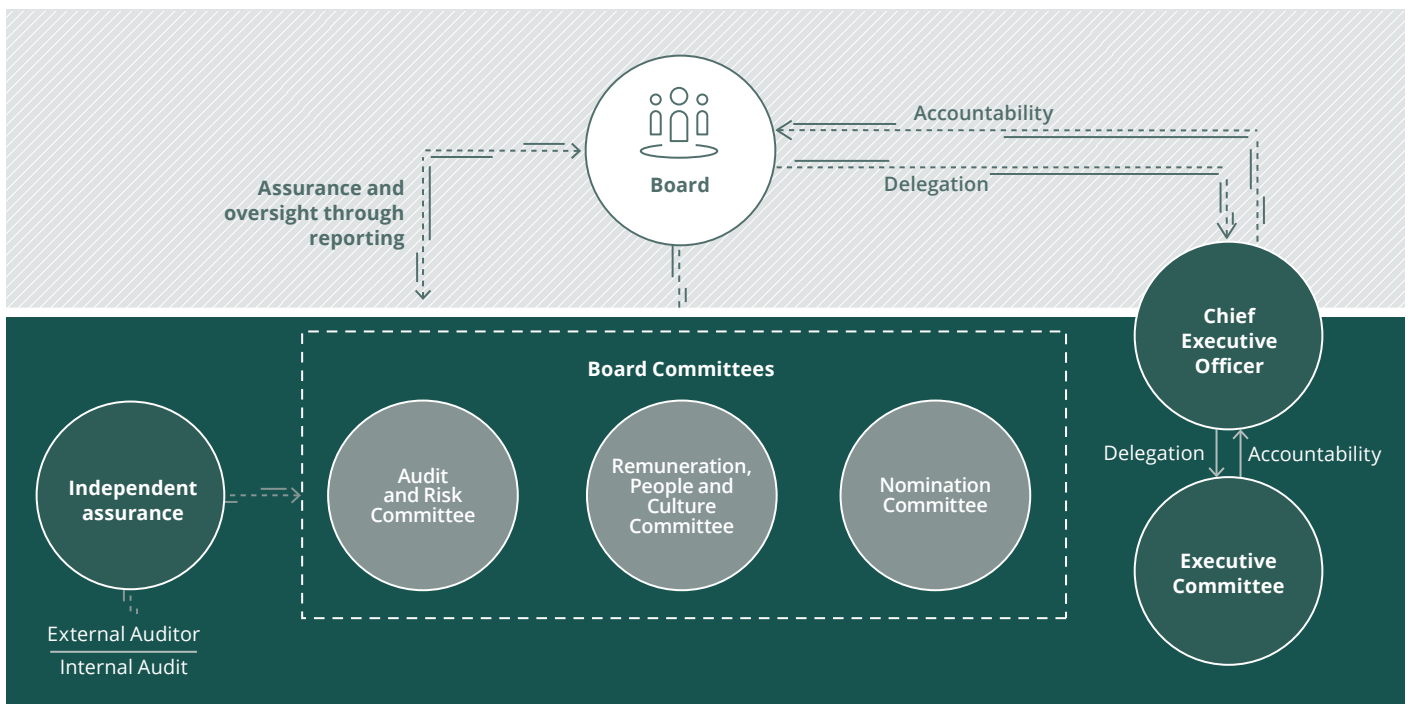 Board
Accountability
Delegation
Assurance and
oversight through
reporting
Chief
Executive
Officer
Board Committees
Independent
assurance
Audit
and Risk
Committee
Remuneration,
People and
Culture
Committee
Nomination
Committee
Delegation
Accountability
Executive
Committee
External Auditor
Internal Audit